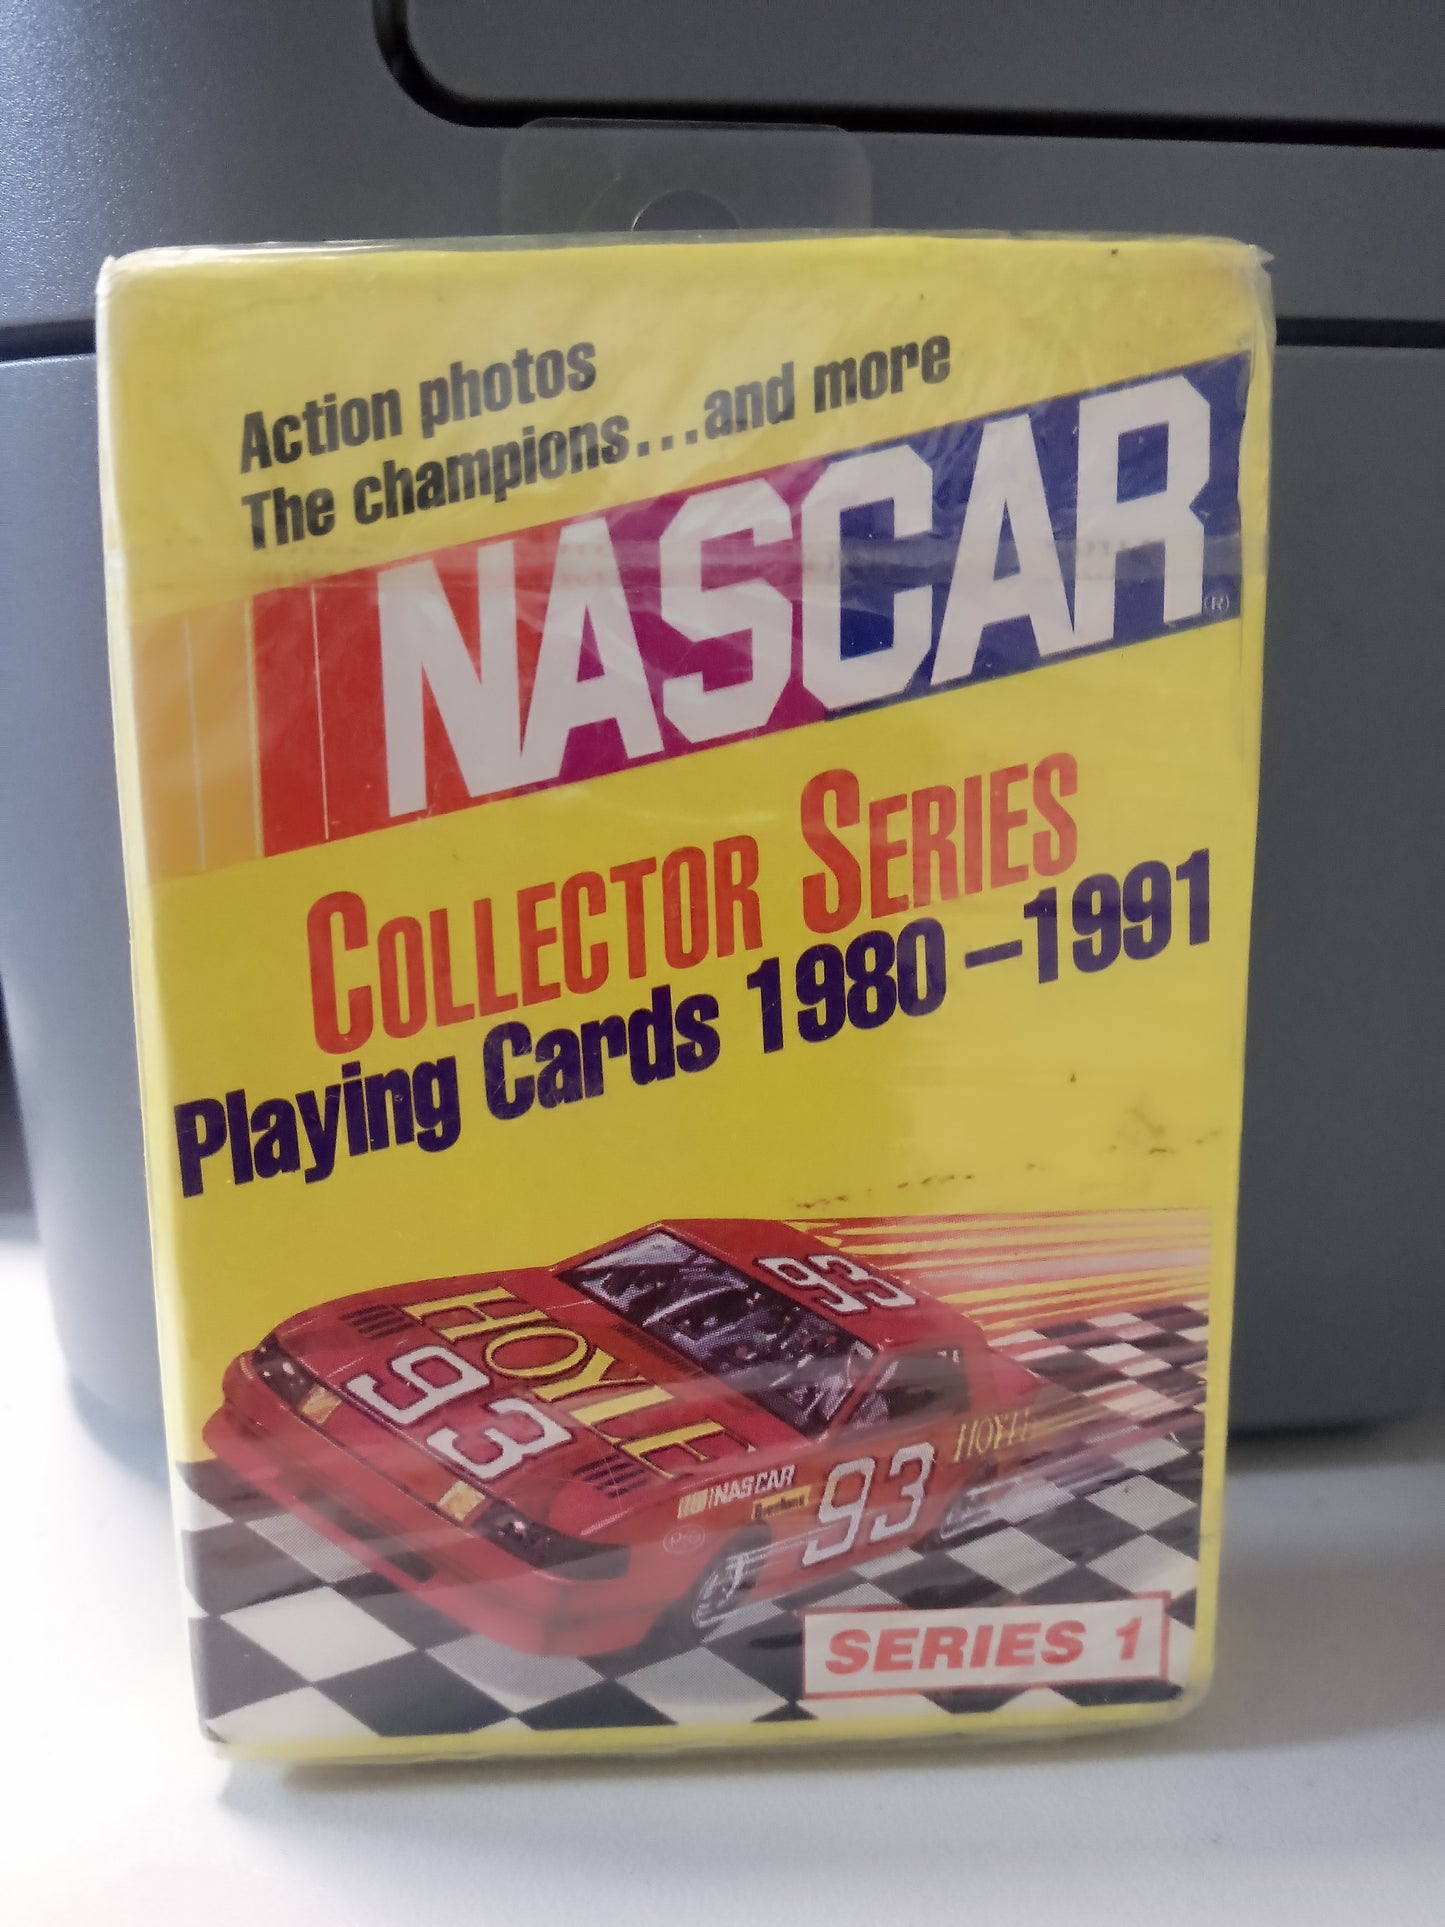 Action photos
The champions...and more
NASCAR®
COLLECTOR SERIES
Playing Cards 1980-1991
93
HOYLE
93
HOYLE
NASCAR
93
SERIES 1